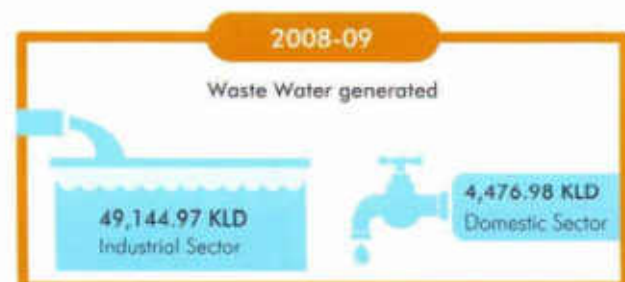 2008-09
Waste Water generated
49,144.97 KLD
Industrial Sector
4,476.98 KLD
Domestic Sector